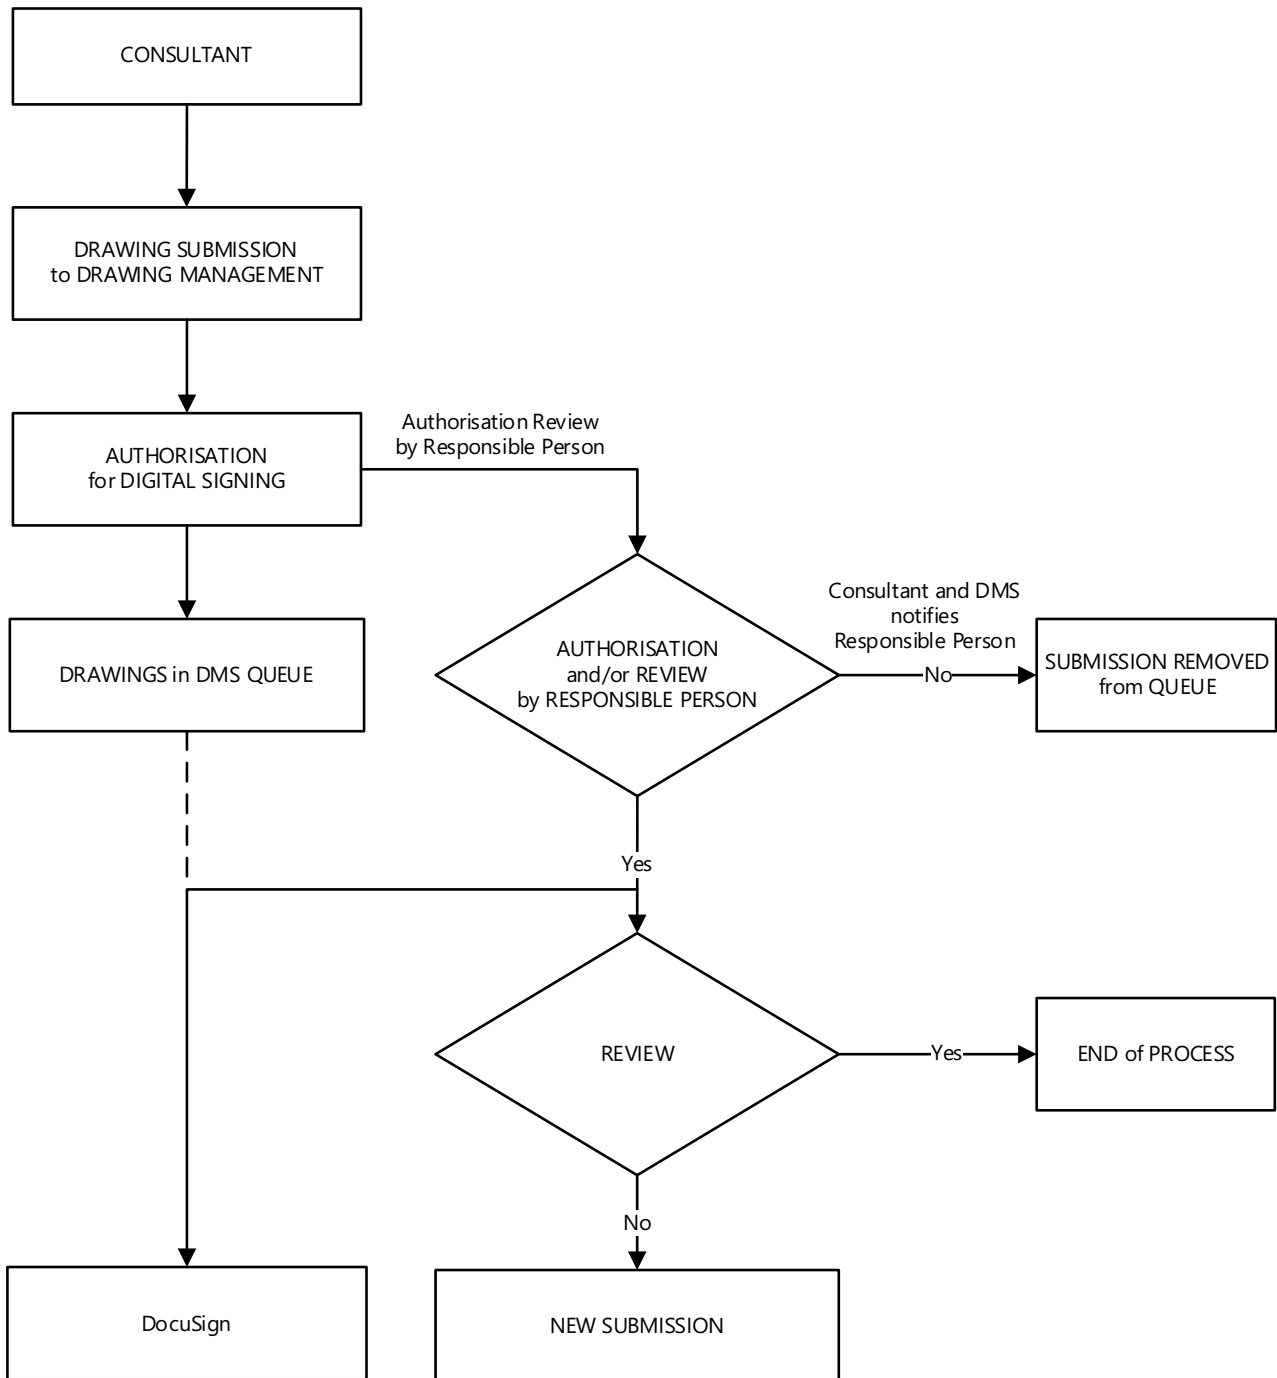 CONSULTANT
DRAWING SUBMISSION
to DRAWING MANAGEMENT
AUTHORISATION
for DIGITAL SIGNING
Authorisation Review
by Responsible Person
DRAWINGS in DMS QUEUE
AUTHORISATION
and/or REVIEW
by RESPONSIBLE PERSON
Consultant and DMS
notifies
Responsible Person
No
SUBMISSION REMOVED
from QUEUE
Yes
REVIEW
Yes
END of PROCESS
No
DocuSign
NEW SUBMISSION